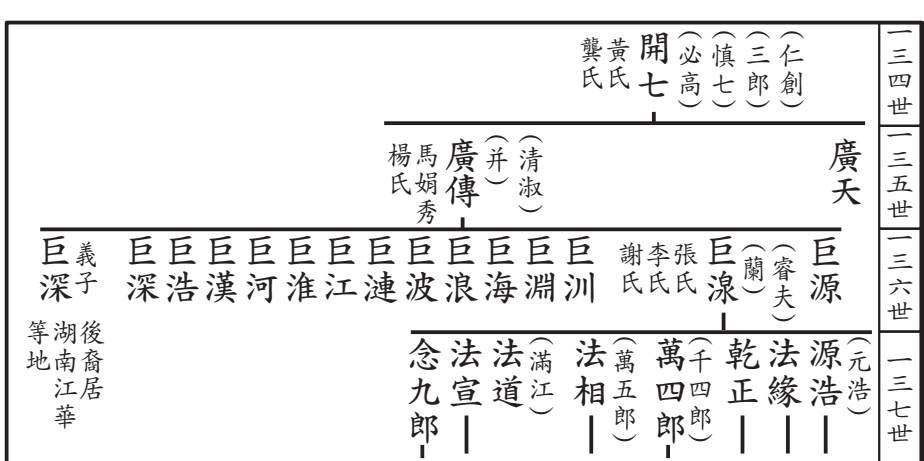 一三四世
（仁創）
（三郎）
（慎七）
（必高）
開七
黃氏
龔氏
一三五世
廣天
（清淑）
（并）
廣傳
馬娟秀
楊氏
一三六世
巨源
（睿夫）
（蘭）
巨湶
張氏
李氏
謝氏
巨汌
巨淵
巨海
巨浪
巨波
巨漣
巨江
巨淮
巨河
巨漢
巨浩
巨深
義子
巨深
後裔居
湖南江華
等地
一三七世
（元浩）
源浩
法緣
乾正
（千四郎）
萬四郎
（萬五郎）
法相
（滿江）
法道
法宣
念九郎